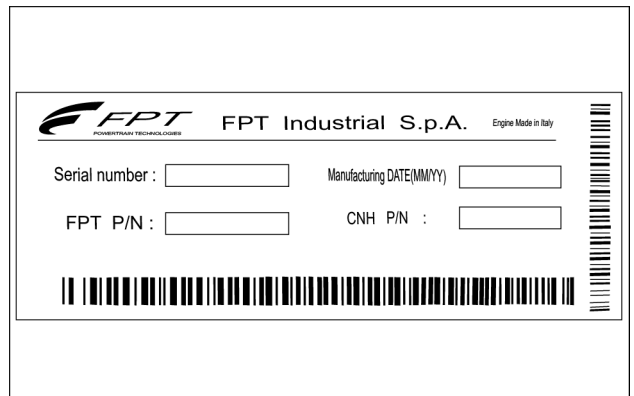 FPT
POWERTRAIN TECHNOLOGIES
FPT Industrial S.p.A.
Engine Made in Italy
Serial number :
Manufacturing DATE(MM/YY)
FPT P/N :
CNH P/N :